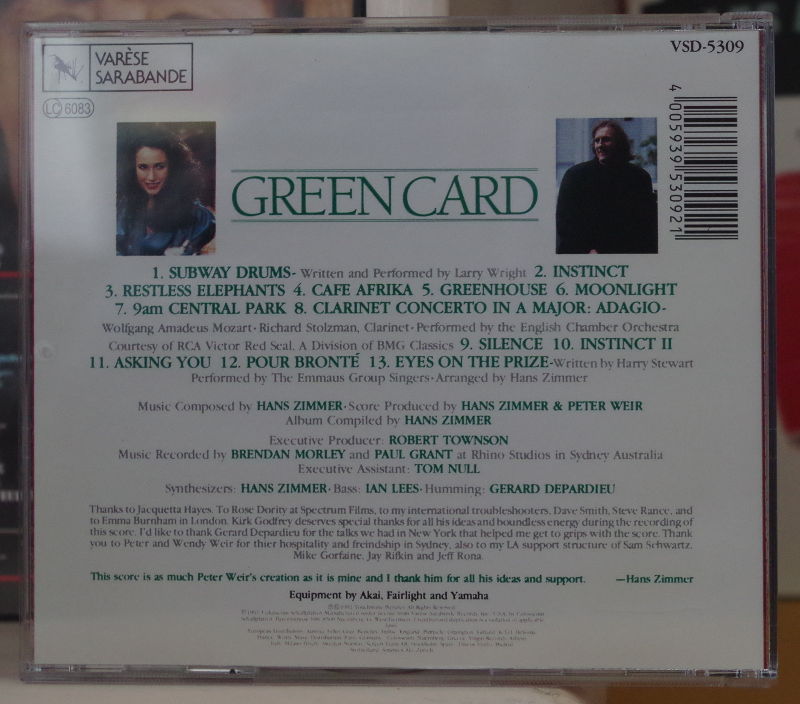 VARÈSE
SARABANDE
VSD-5309
LC 6083
4 005939 530921
GREEN CARD
1. SUBWAY DRUMS- Written and Performed by Larry Wright 2. INSTINCT
3. RESTLESS ELEPHANTS 4. CAFE AFRIKA 5. GREENHOUSE 6. MOONLIGHT
7. 9am CENTRAL PARK 8. CLARINET CONCERTO IN A MAJOR: ADAGIO-
Wolfgang Amadeus Mozart•Richard Stolzman, Clarinet•Performed by the English Chamber Orchestra
Courtesy of RCA Victor Red Seal, A Division of BMG Classics 9. SILENCE 10. INSTINCT II
11. ASKING YOU 12. POUR BRONTÉ 13. EYES ON THE PRIZE-Written by Harry Stewart
Performed by The Emmaus Group Singers•Arranged by Hans Zimmer
Music Composed by HANS ZIMMER•Score Produced by HANS ZIMMER & PETER WEIR
Album Compiled by HANS ZIMMER
Executive Producer: ROBERT TOWNSON
Music Recorded by BRENDAN MORLEY and PAUL GRANT at Rhino Studios in Sydney Australia
Executive Assistant: TOM NULL
Synthesizers: HANS ZIMMER•Bass: IAN LEES•Humming: GERARD DEPARDIEU
Thanks to Jacquetta Hayes, To Rose Dority at Spectrum Films, to my international troubleshooters, Dave Smith, Steve Rance, and
to Emma Burnham in London. Kirk Godfrey deserves special thanks for all his ideas and boundless energy during the recording of
this score. I'd like to thank Gerard Depardieu for the talks we had in New York that helped me get to grips with the score. Thank
you to Peter and Wendy Weir for thier hospitality and freindship in Sydney, also to my LA support structure of Sam Schwartz,
Mike Gorfaine, Jay Rifkin and Jeff Rona.
This score is as much Peter Weir's creation as it is mine and I thank him for all his ideas and support. —Hans Zimmer
Equipment by Akai, Fairlight and Yamaha